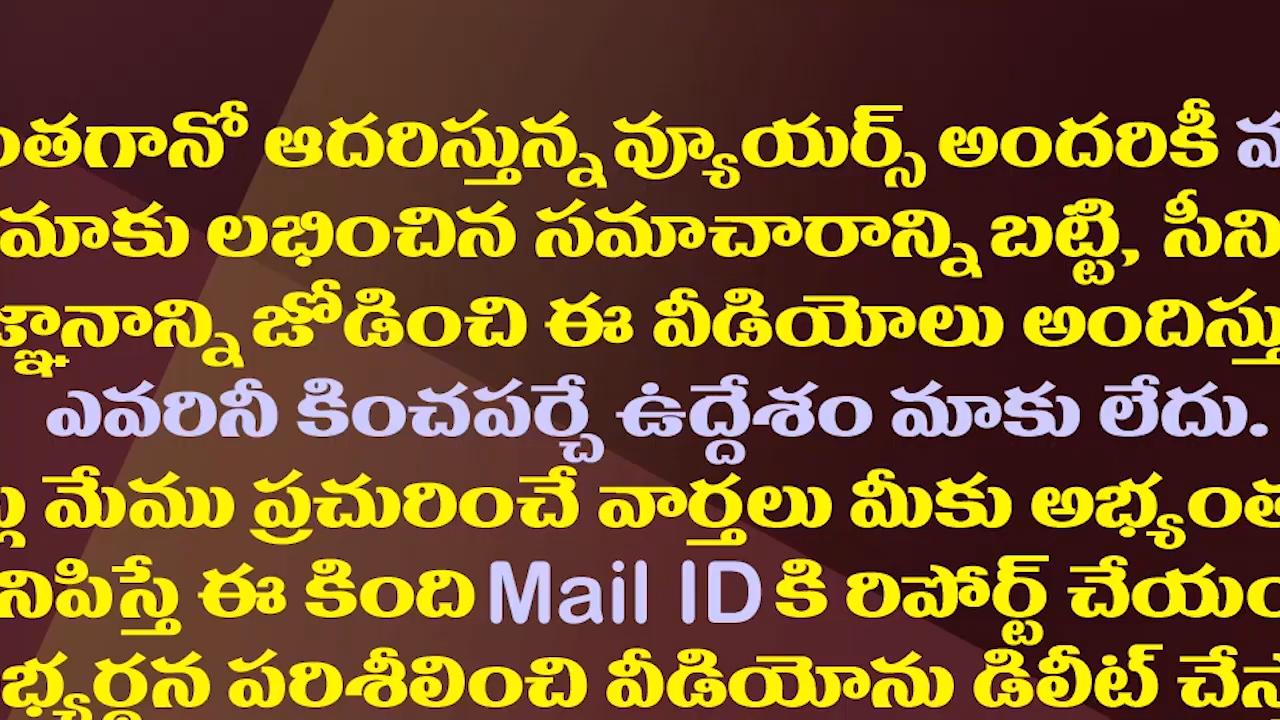 ంతగానో ఆదరిస్తున్న వ్యూయర్స్ అందరికీ
మాకు లభించిన సమాచారాన్ని బట్టి, సీని
జ్ఞానాన్ని జోడించి ఈ వీడియోలు అందిస్తు
ఎవరినీ కించపర్చే ఉద్దేశం మాకు లేదు.
మేము ప్రచురించే వార్తలు మీకు అభ్యంత
నిపిస్తే ఈ కింది Mail ID కి రిపోర్ట్ చేయం
భ్యర్థన పరిశీలించి వీడియోను డిలీట్ చేస